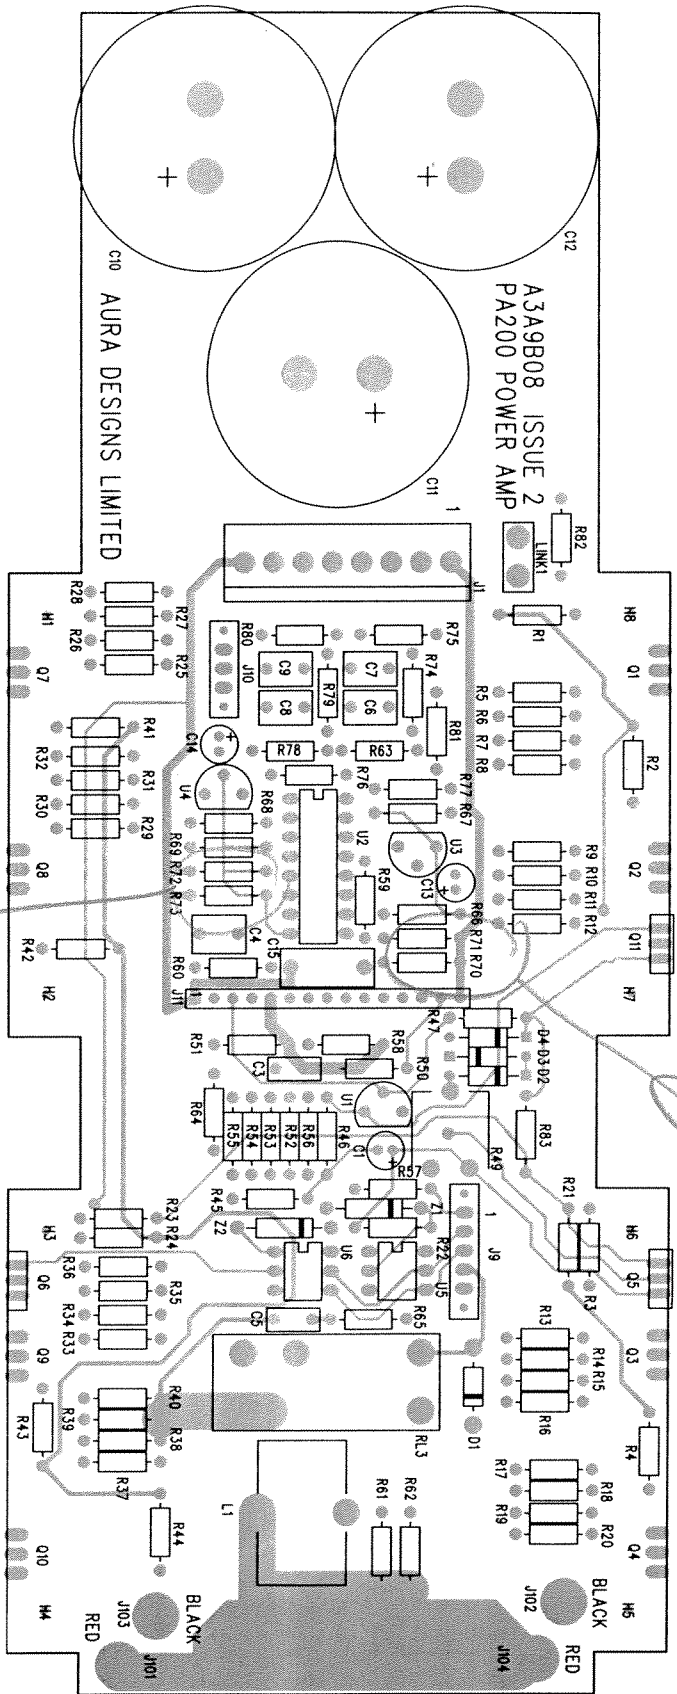 C12
C10
AURA DESIGNS LIMITED
A3A9B08 ISSUE 2
PA200 POWER AMP
C11
1
J1
LINK1
R82
R28
R27
R26
R25
H1
Q7
H8
Q1
R1
R80
J10
C9
C8
R79
C7
C6
R75
R74
R81
R5
R6
R7
R8
R2
R41
R32
R31
R30
R29
C14
U4
R78
R63
R76
R77
R67
R68
R69
R72
R73
U2
R59
U3
C13
R66
R71
R70
R9
R10
R11
R12
Q8
Q2
Q11
R42
H2
H7
C4
C15
R60
J11
1
R47
D4
D3
D2
R51
C3
R58
R50
R64
R55
R54
R53
R52
R56
R46
U1
C1
R49
R83
R57
R45
Z2
Z1
1
J9
U6
R22
U5
R21
R3
H3
R23
R24
H6
Q6
Q5
R36
R35
R34
R33
C5
R65
R13
R14
R15
R16
Q9
Q3
R43
R40
R39
R38
R37
RL3
D1
R4
L1
R61
R62
R17
R18
R19
R20
R44
Q10
Q4
H4
H5
J103
BLACK
RED
J101
J102
BLACK
J104
RED